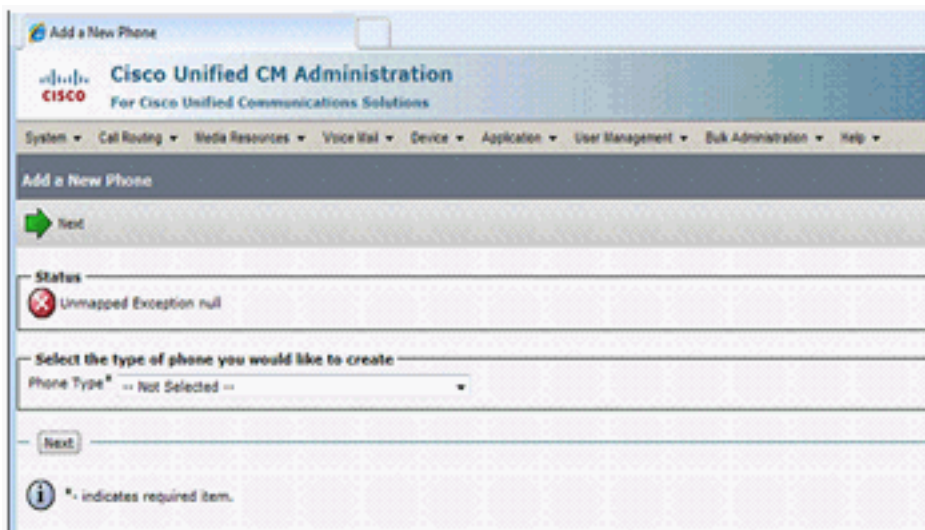 Add a New Phone
CISCO
Cisco Unified CM Administration
For Cisco Unified Communications Solutions
System Call Routing Media Resources Voice Mail Device Application User Management Bulk Administration Help
Add a New Phone
Next
Status
Unmapped Exception null
Select the type of phone you would like to create
Phone Type* -- Not Selected --
Next
*- indicates required item.